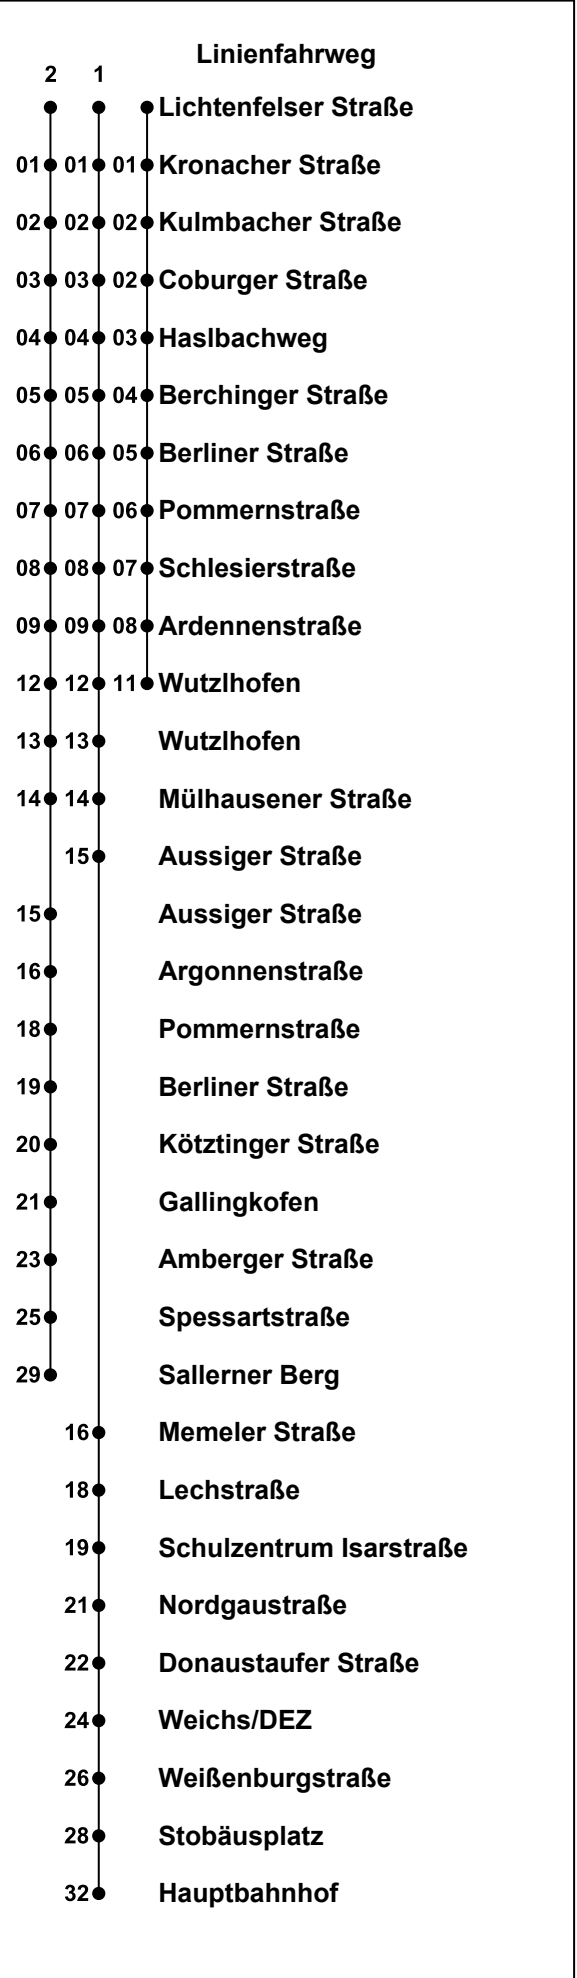 Linienfahrweg
2 1
Lichtenfelser Straße
01 01 01 Kronacher Straße
02 02 02 Kulmbacher Straße
03 03 02 Coburger Straße
04 04 03 Haslbachweg
05 05 04 Berchinger Straße
06 06 05 Berliner Straße
07 07 06 Pommernstraße
08 08 07 Schlesierstraße
09 09 08 Ardennenstraße
12 12 11 Wutzlhofen
13 13 Wutzlhofen
14 14 Mülhausener Straße
15 Aussiger Straße
15 Aussiger Straße
16 Argonnenstraße
18 Pommernstraße
19 Berliner Straße
20 Kötztinger Straße
21 Gallingkofen
23 Amberger Straße
25 Spessartstraße
29 Sallerner Berg
16 Memeler Straße
18 Lechstraße
19 Schulzentrum Isarstraße
21 Nordgaustraße
22 Donaustaufer Straße
24 Weichs/DEZ
26 Weißenburgstraße
28 Stobäusplatz
32 Hauptbahnhof